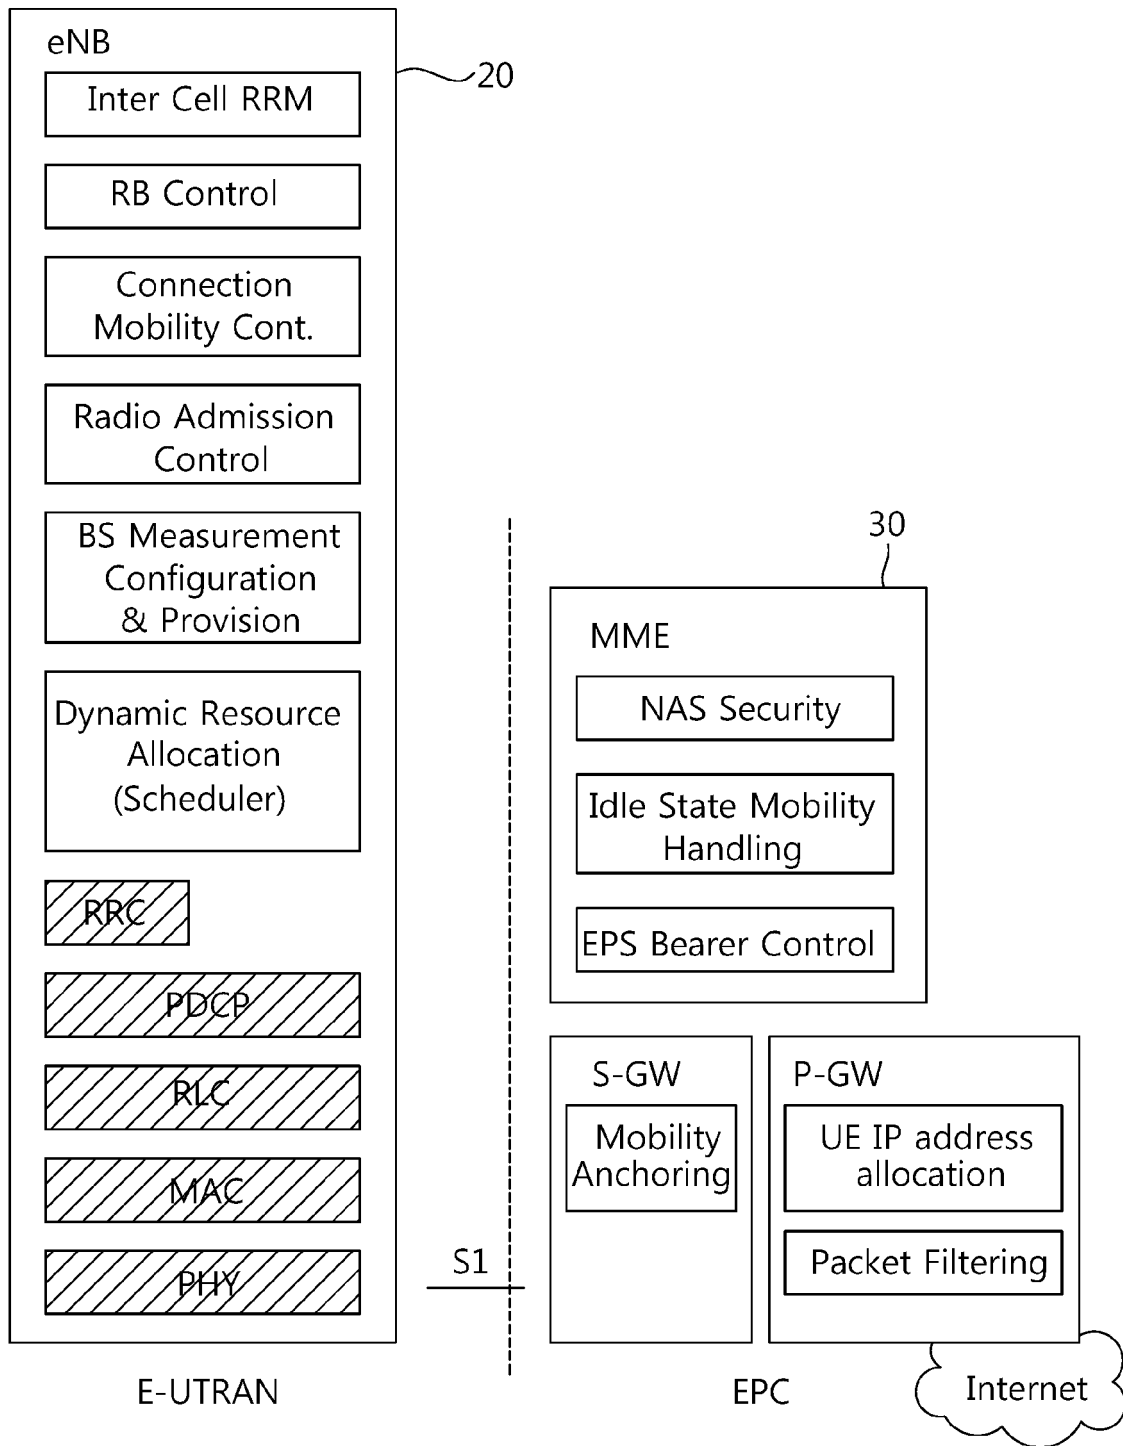 eNB
20
Inter Cell RRM
RB Control
Connection
Mobility Cont.
Radio Admission
Control
BS Measurement
Configuration
& Provision
Dynamic Resource
Allocation
(Scheduler)
RRC
PDCP
RLC
MAC
PHY
S1
E-UTRAN
30
MME
NAS Security
Idle State Mobility
Handling
EPS Bearer Control
S-GW
Mobility
Anchoring
P-GW
UE IP address
allocation
Packet Filtering
EPC
Internet